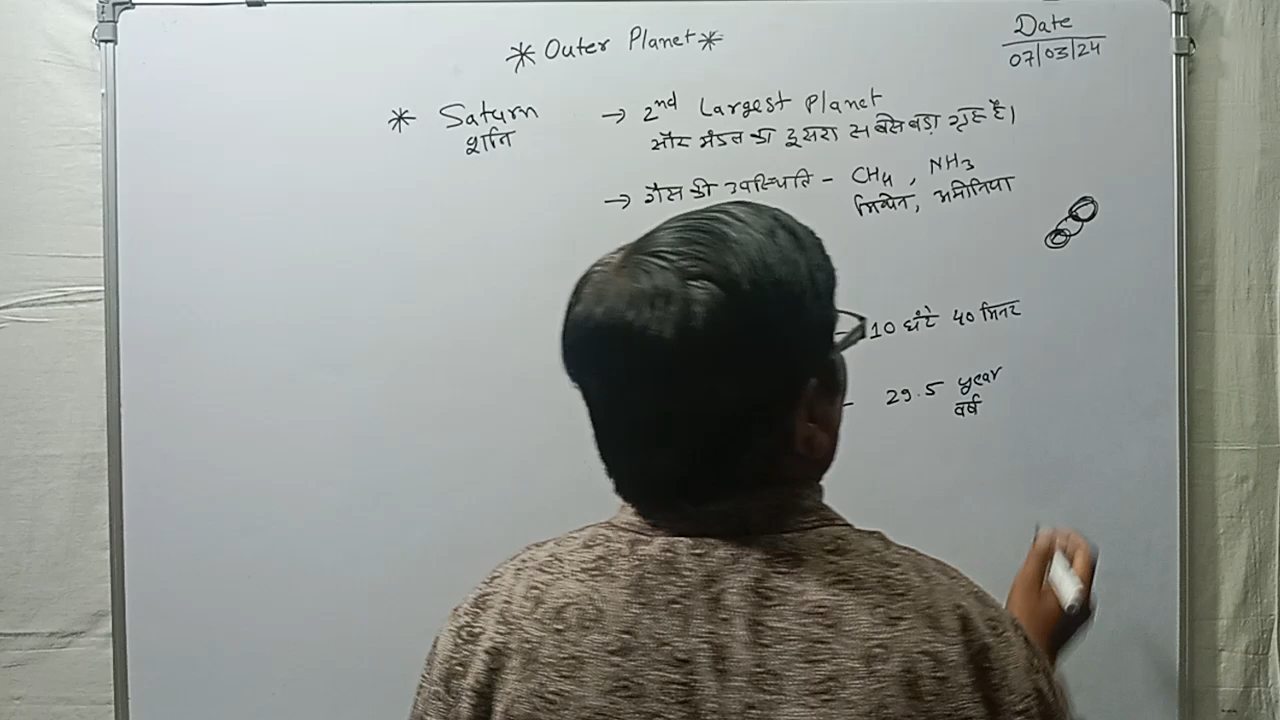 * Outer Planet *
Date
07/03/24
* Saturn
शनि
→ 2nd Largest Planet
सौर मंडल का दूसरा सबसे बड़ा ग्रह है।
→ गैस की उपस्थिति - CH4, NH3
मिथेन, अमोनिया
- 10 घंटे 40 मिनट
- 29.5 year
वर्ष